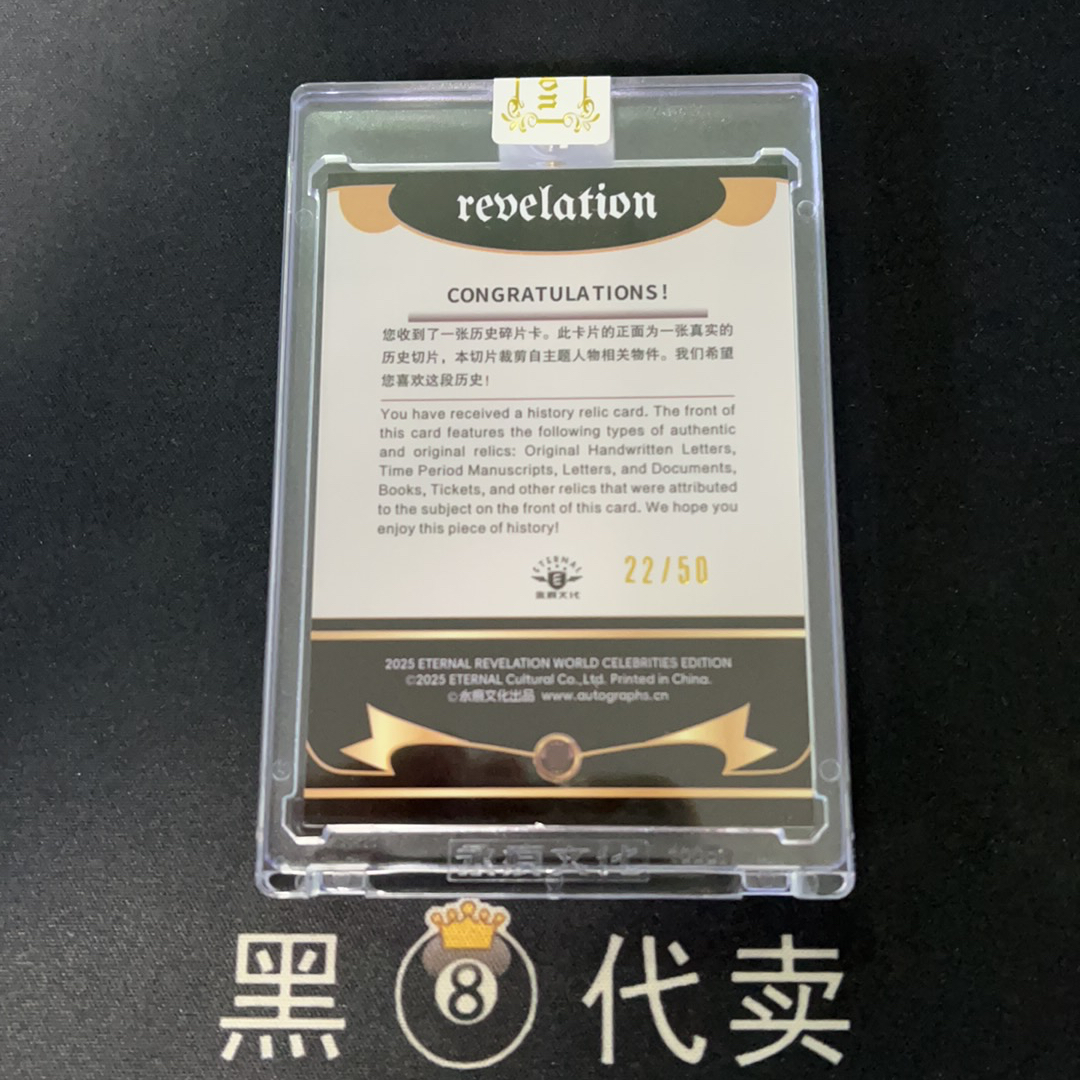 on
revelation
CONGRATULATIONS!
您收到了一张历史碎片卡。此卡片的正面为一张真实的
历史切片，本切片裁剪自主题人物相关物件。我们希望
您喜欢这段历史！
You have received a history relic card. The front of
this card features the following types of authentic
and original relics: Original Handwritten Letters,
Time Period Manuscripts, Letters, and Documents,
Books, Tickets, and other relics that were attributed
to the subject on the front of this card. We hope you
enjoy this piece of history!
ETERNAL
E
永痕文化
22/50
2025 ETERNAL REVELATION WORLD CELEBRITIES EDITION
©2025 ETERNAL Cultural Co.,Ltd. Printed in China.
©永痕文化出品 www.autographs.cn
永痕文化
黑8代卖